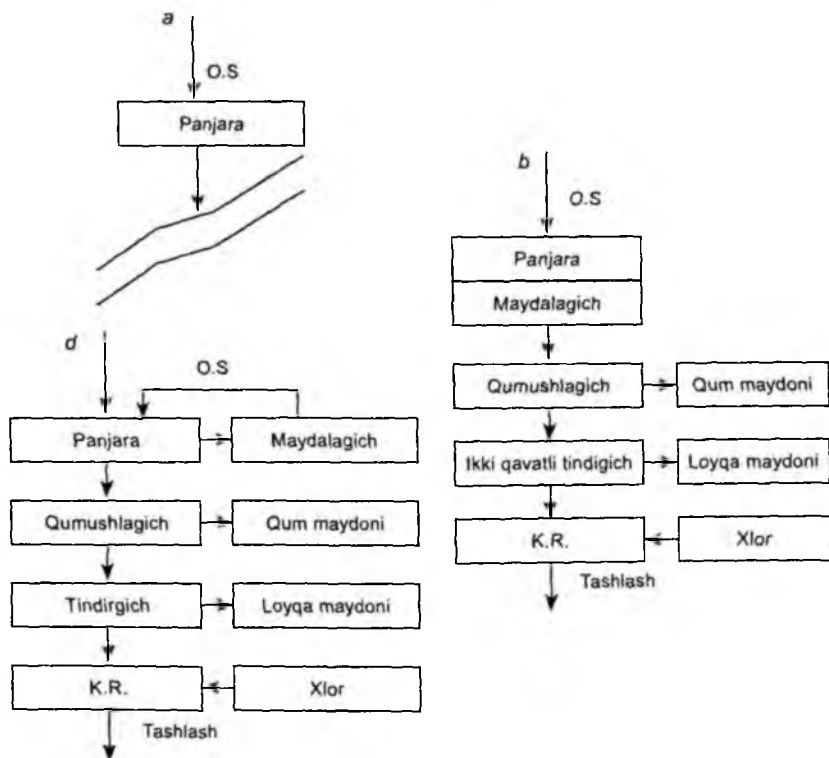 a
O.S
Panjara
b
O.S
Panjara
Maydalagich
Qumushlagich
Qum maydoni
Ikki qavatli tindigich
Loyqa maydoni
K.R.
Xlor
Tashlash
d
O.S
Panjara
Maydalagich
Qumushlagich
Qum maydoni
Tindirgich
Loyqa maydoni
K.R.
Xlor
Tashlash